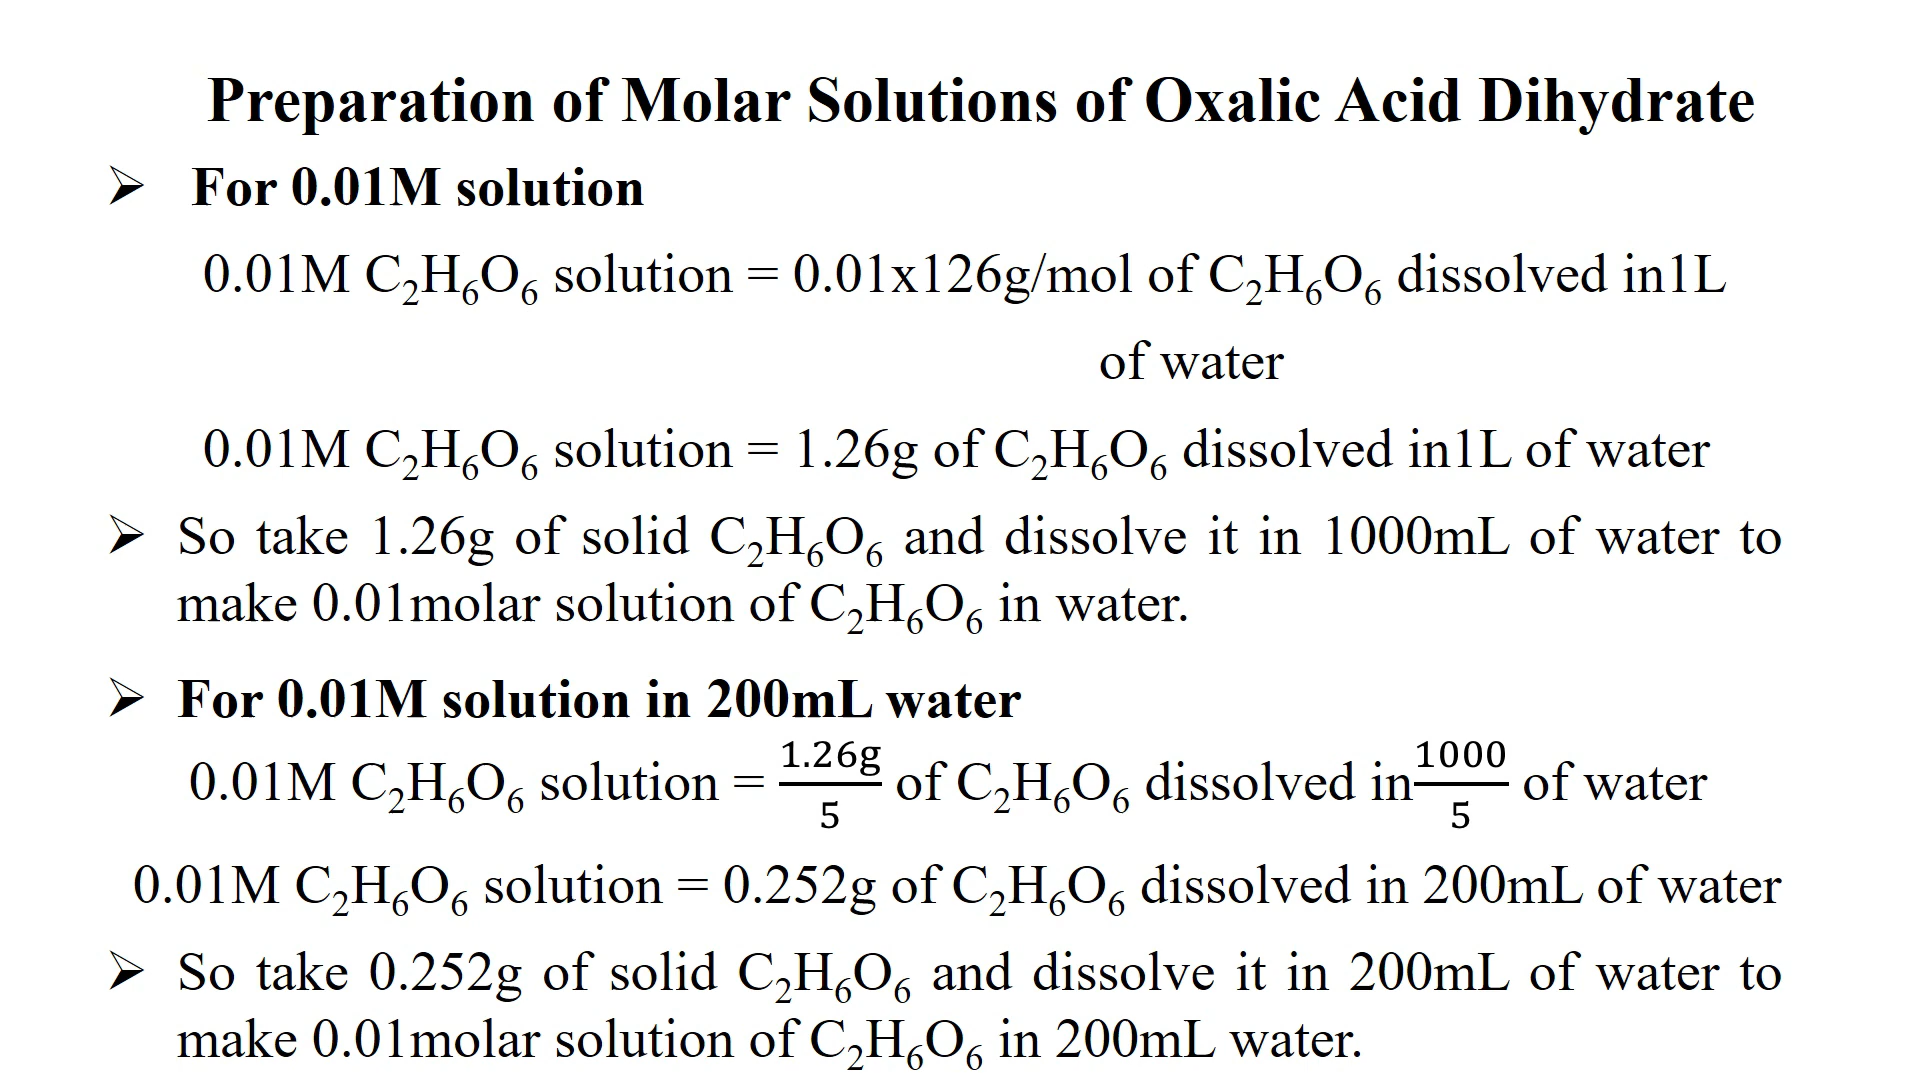 Preparation of Molar Solutions of Oxalic Acid Dihydrate
➢ For 0.01M solution
0.01M C₂H₆O₆ solution = 0.01x126g/mol of C₂H₆O₆ dissolved in1L
of water
0.01M C₂H₆O₆ solution = 1.26g of C₂H₆O₆ dissolved in1L of water
➢ So take 1.26g of solid C₂H₆O₆ and dissolve it in 1000mL of water to
make 0.01molar solution of C₂H₆O₆ in water.
➢ For 0.01M solution in 200mL water
0.01M C₂H₆O₆ solution = 1.26g/5 of C₂H₆O₆ dissolved in 1000/5 of water
0.01M C₂H₆O₆ solution = 0.252g of C₂H₆O₆ dissolved in 200mL of water
➢ So take 0.252g of solid C₂H₆O₆ and dissolve it in 200mL of water to
make 0.01molar solution of C₂H₆O₆ in 200mL water.